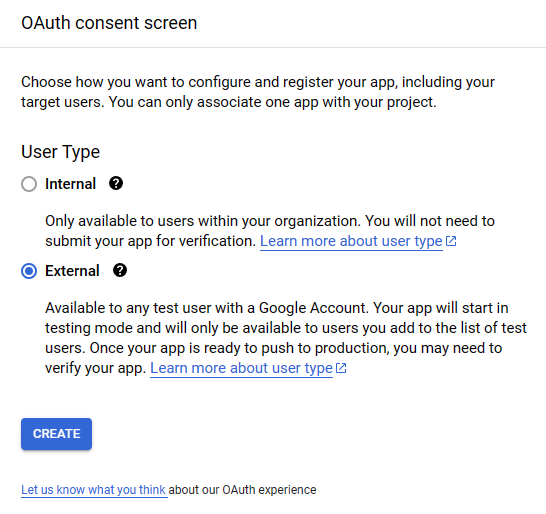 OAuth consent screen
Choose how you want to configure and register your app, including your
target users. You can only associate one app with your project.
User Type
Internal
Only available to users within your organization. You will not need to
submit your app for verification. Learn more about user type
External
Available to any test user with a Google Account. Your app will start in
testing mode and will only be available to users you add to the list of test
users. Once your app is ready to push to production, you may need to
verify your app. Learn more about user type
CREATE
Let us know what you think about our OAuth experience